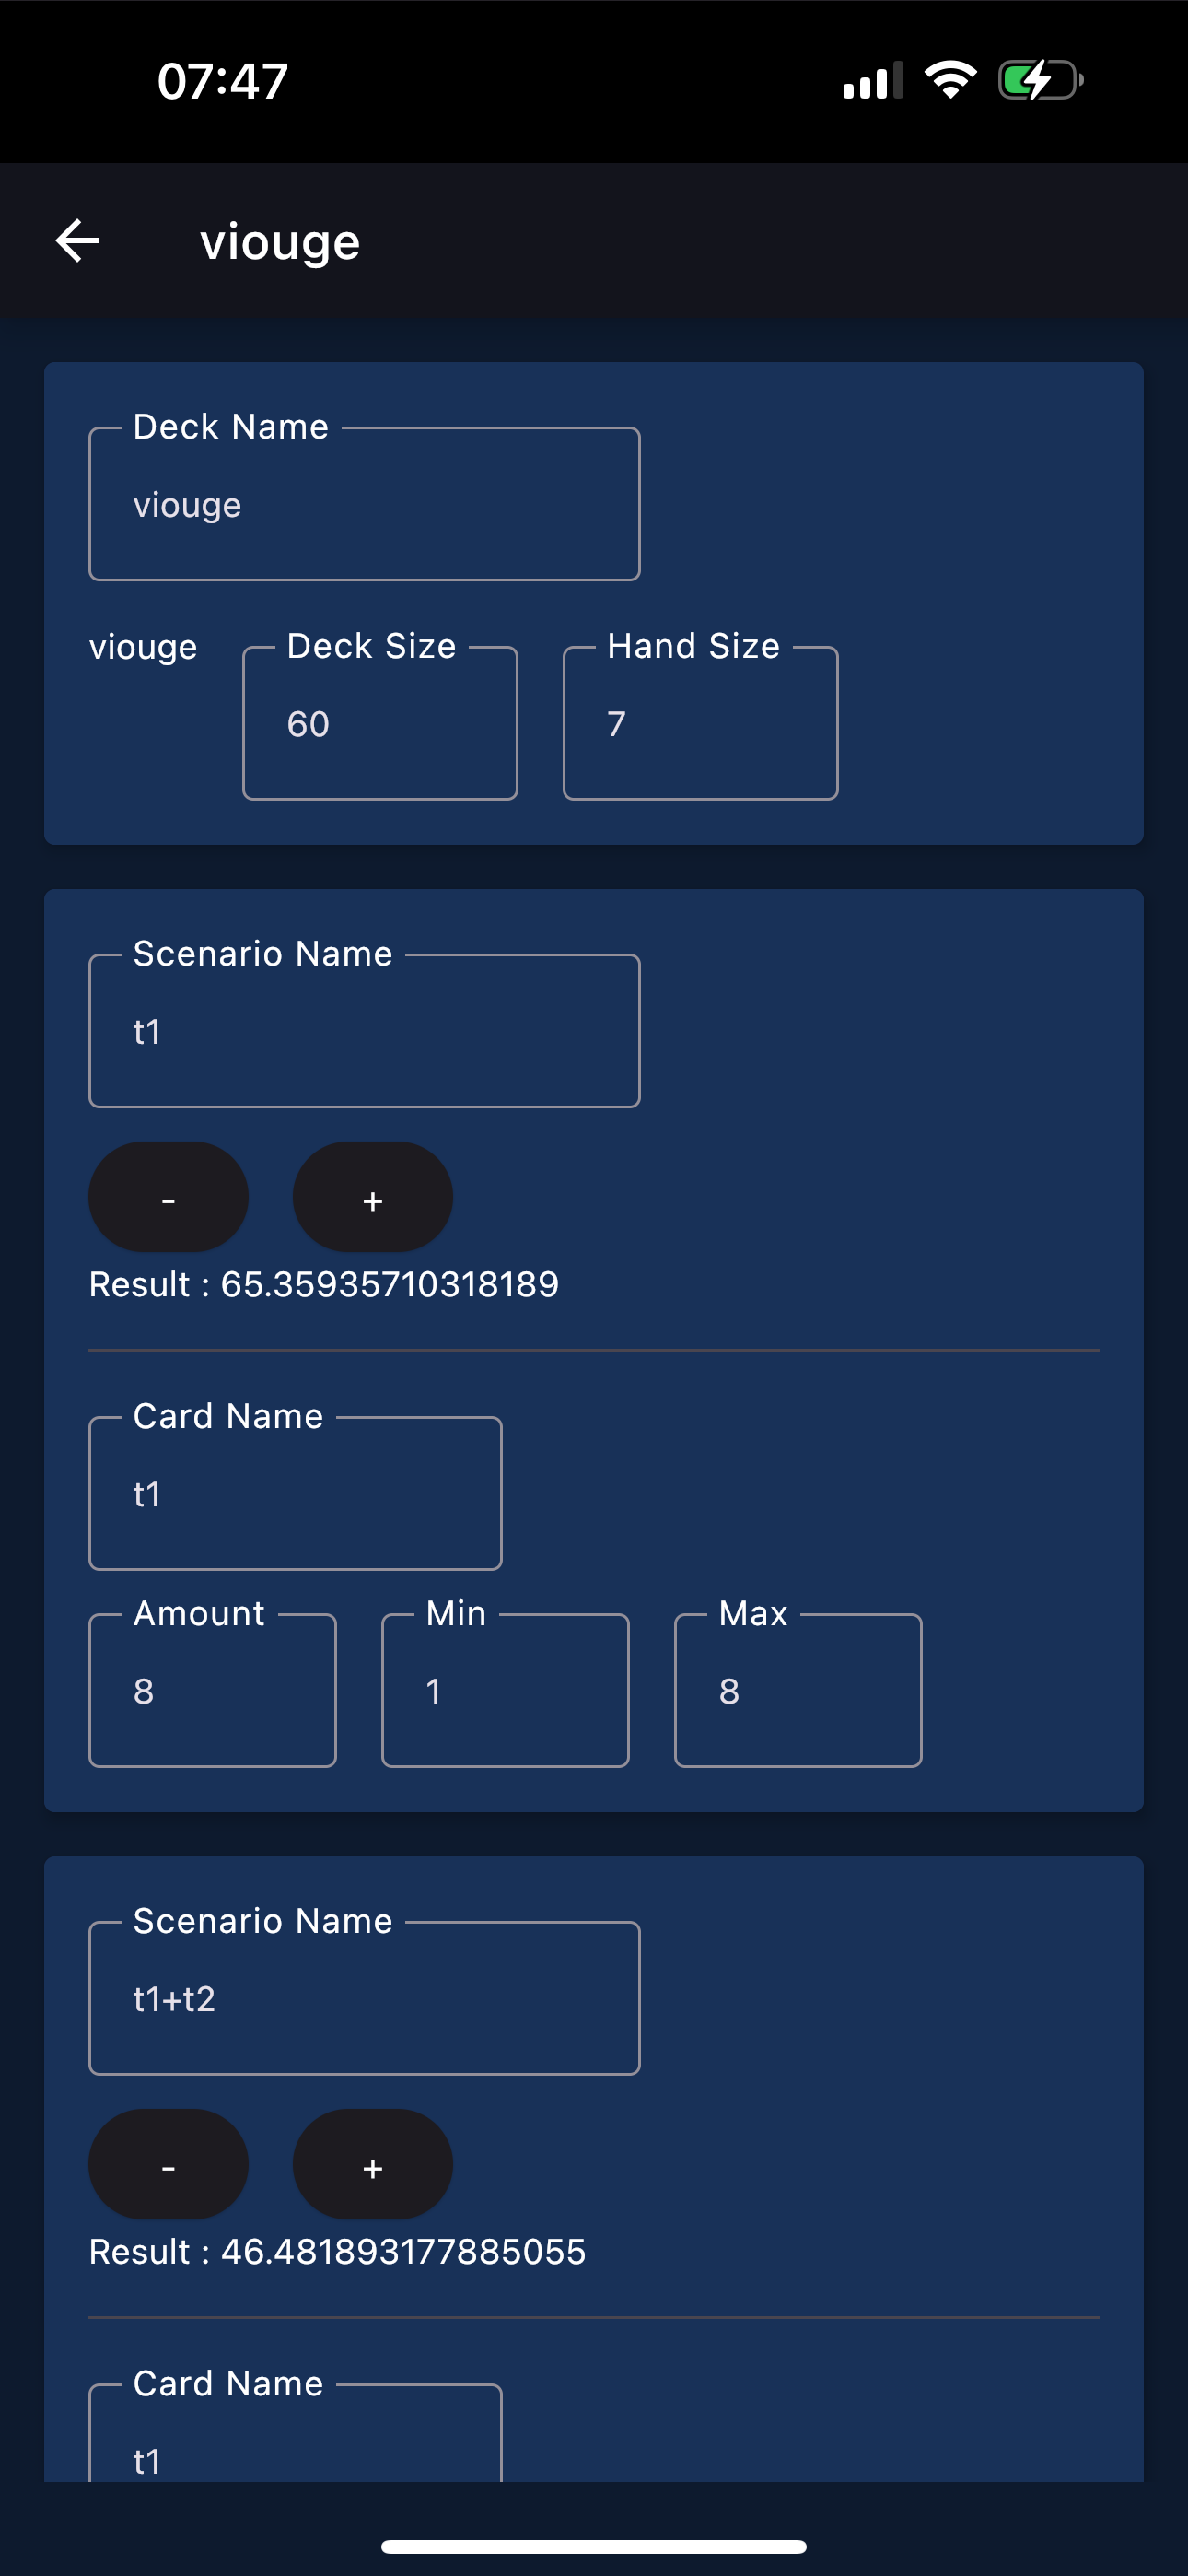 07:47
viouge
Deck Name
viouge
viouge
Deck Size
60
Hand Size
7
Scenario Name
t1
- +
Result : 65.35935710318189
Card Name
t1
Amount
8
Min
1
Max
8
Scenario Name
t1+t2
- +
Result : 46.481893177885055
Card Name
t1